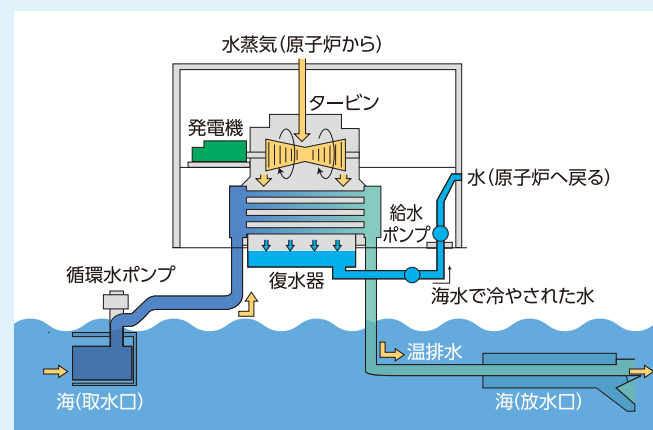 水蒸気(原子炉から)
タービン
発電機
水(原子炉へ戻る)
給水
ポンプ
循環水ポンプ
復水器
海水で冷やされた水
温排水
海(取水口)
海(放水口)